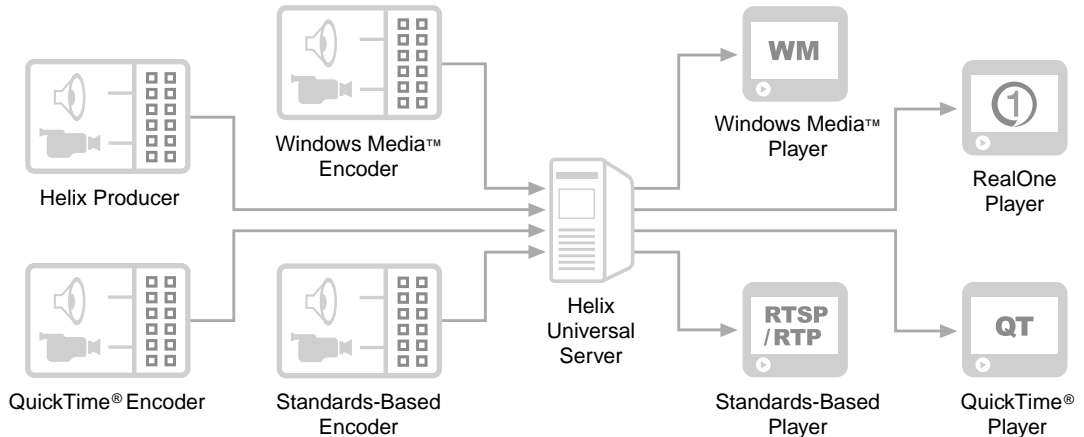 WM
1
Windows Media™
Encoder
Windows Media™
Player
Helix Producer
RealOne
Player
Helix
Universal
Server
RTSP
/RTP
QT
QuickTime® Encoder
Standards-Based
Encoder
Standards-Based
Player
QuickTime®
Player